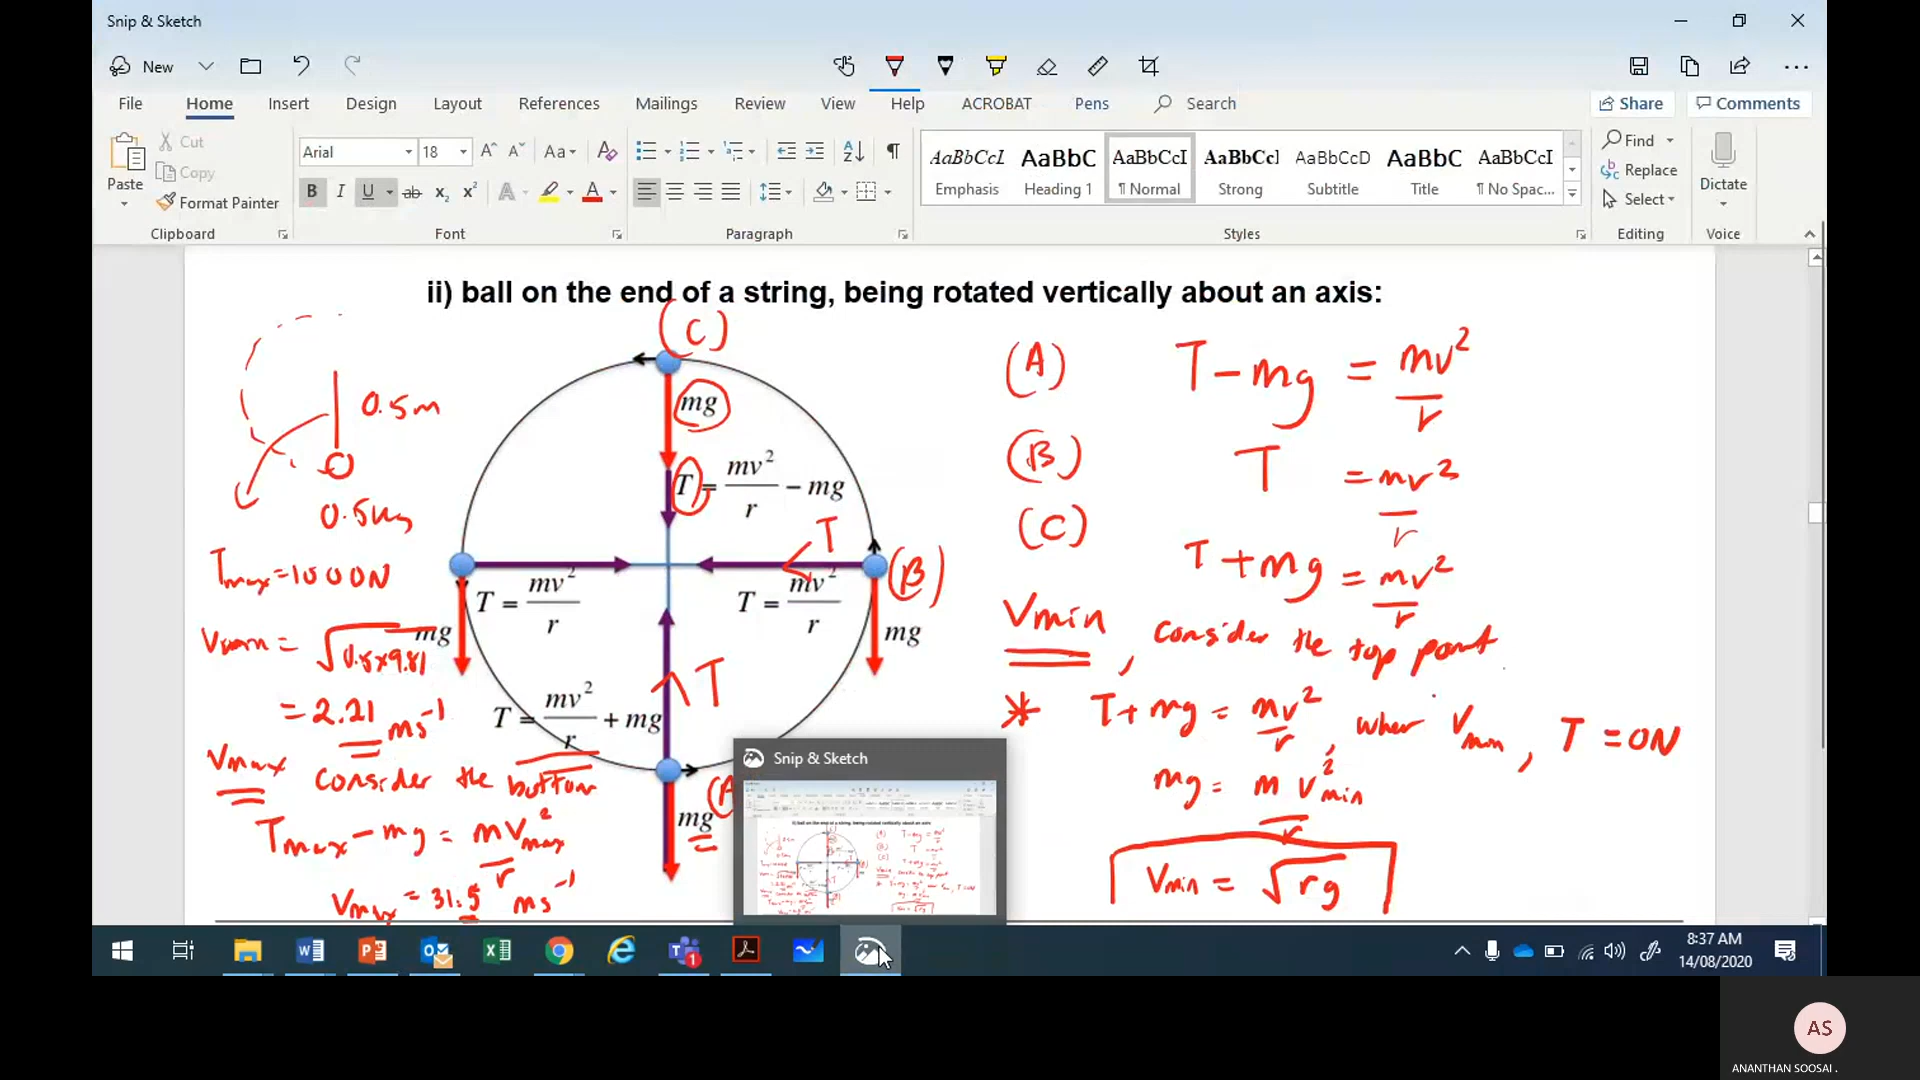 Snip & Sketch
New
File Home Insert Design Layout References Mailings Review View Help ACROBAT Pens Search Share Comments
Paste Cut Copy Format Painter
Arial 18 Aa
B I U ab x₂ x² A A
AaBbCcI Emphasis
AaBbC Heading 1
AaBbCcI ¶ Normal
AaBbCcI Strong
AaBbCcD Subtitle
AaBbC Title
AaBbCcI ¶ No Spac...
Find
Replace
Select
Dictate
Clipboard Font Paragraph Styles Editing Voice
ii) ball on the end of a string, being rotated vertically about an axis:
(C)
mg
T = mv²/r − mg
T
(B)
T = mv²/r
T = mv²/r
mg
mg
T
T = mv²/r + mg
mg
0.5m
0.5kg
Tmax=1000N
Vmin = √0.5×9.81
= 2.21 ms⁻¹
Vmax consider the bottom
Tmax − mg = mv²max/r
Vmax = 31.5 ms⁻¹
(A) T − mg = mv²/r
(B) T = mv²/r
(C) T + mg = mv²/r
Vmin, consider the top point
* T + mg = mv²/r, when Vmin, T = 0N
mg = m v²min/r
Vmin = √rg
Snip & Sketch
8:37 AM
14/08/2020
AS
ANANTHAN SOOSAI .